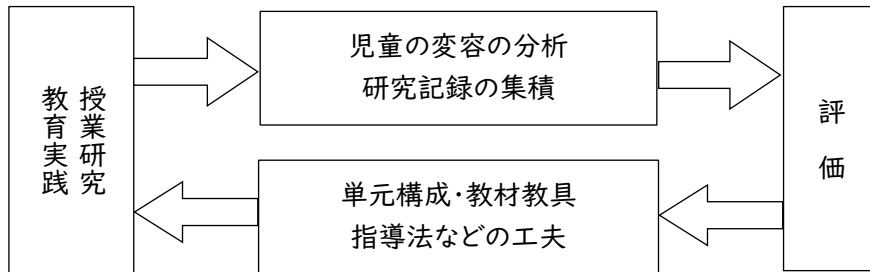 授業研究
教育実践
児童の変容の分析
研究記録の集積
評価
単元構成・教材教具
指導法などの工夫